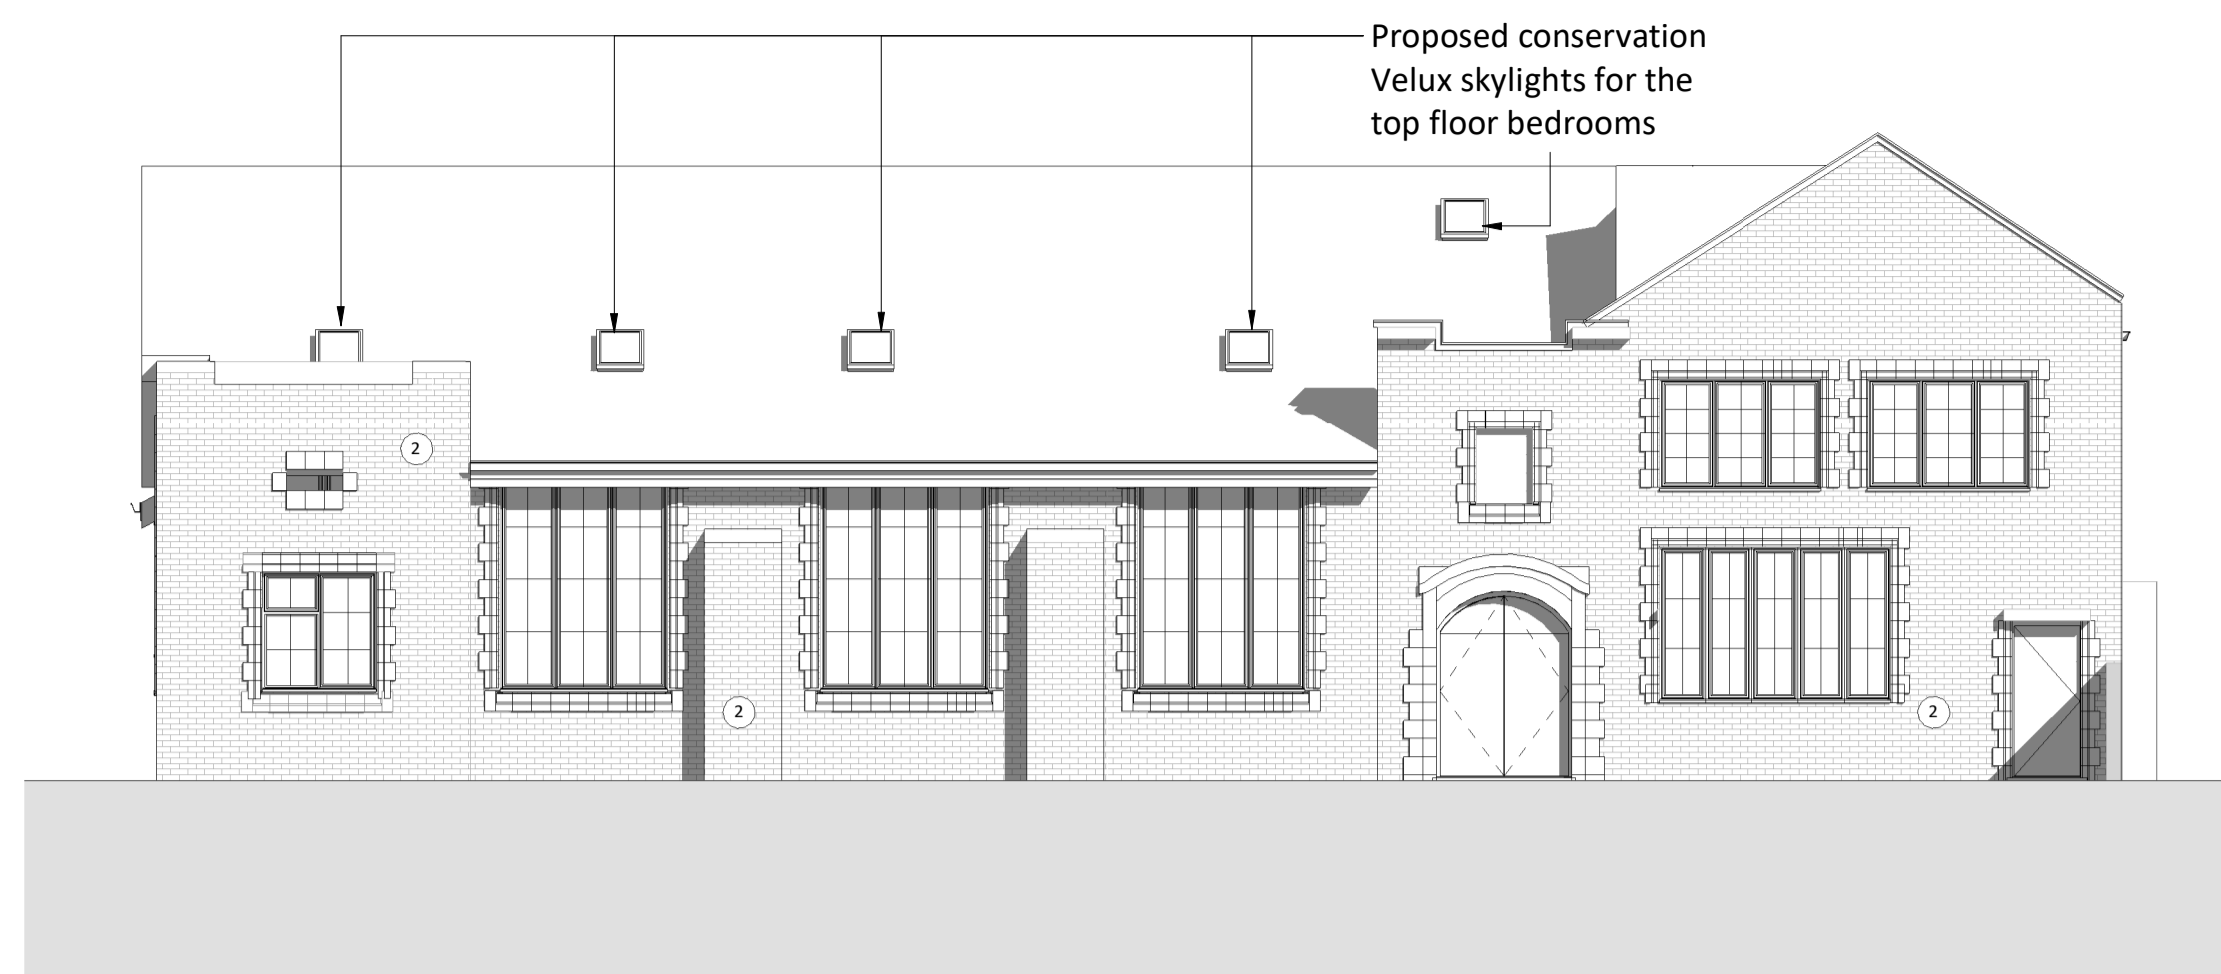 Proposed conservation
Velux skylights for the
top floor bedrooms
2
2
2